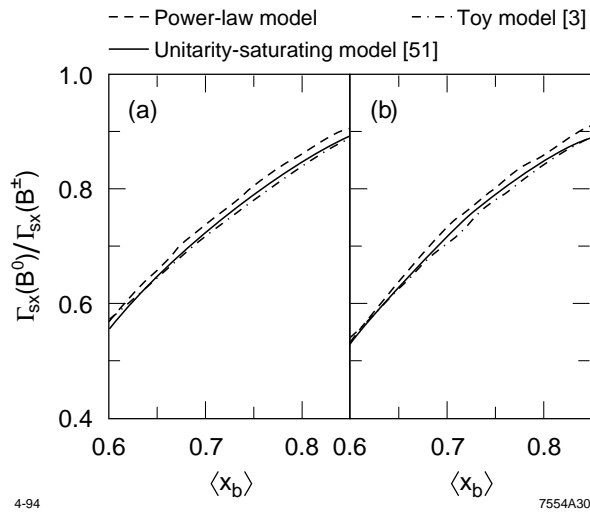 Power-law model Toy model [3]
Unitarity-saturating model [51]
1.0
(a) (b)
0.8
0.6
0.4
Γsx(B⁰)/Γsx(B±)
0.6 0.7 0.8 0.6 0.7 0.8
⟨xb⟩ ⟨xb⟩
4-94 7554A30